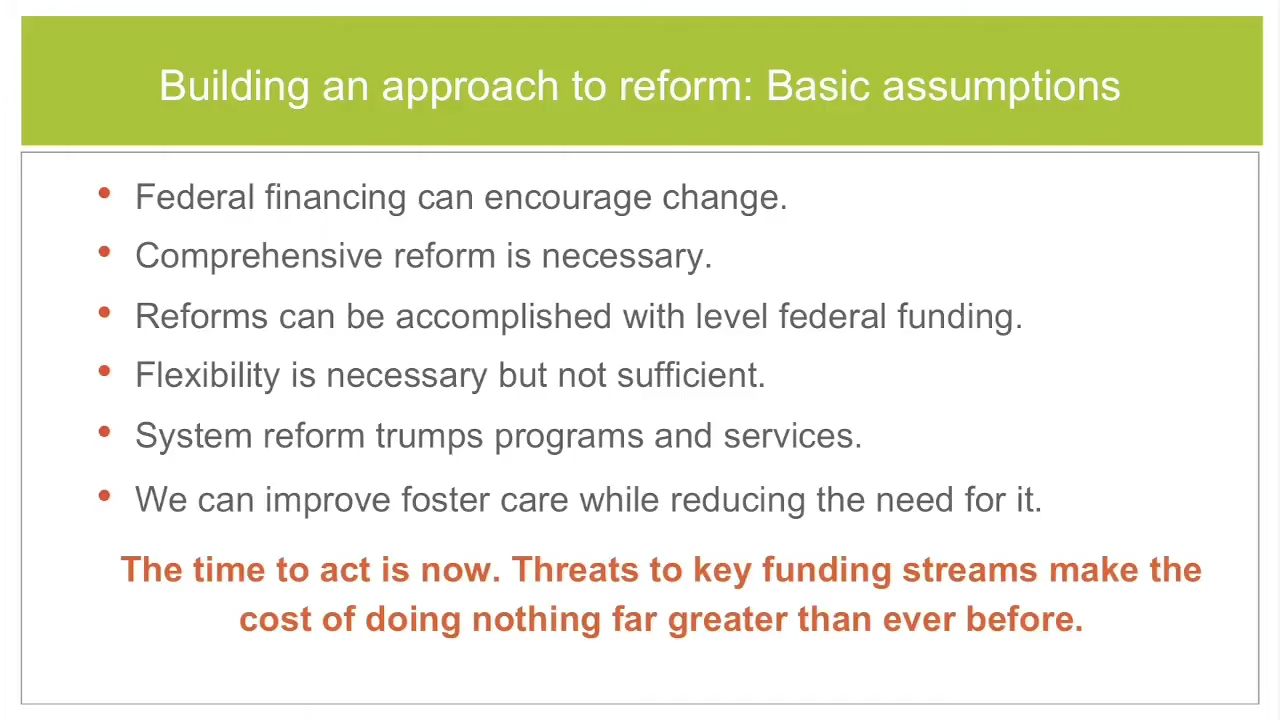 Building an approach to reform: Basic assumptions
• Federal financing can encourage change.
• Comprehensive reform is necessary.
• Reforms can be accomplished with level federal funding.
• Flexibility is necessary but not sufficient.
• System reform trumps programs and services.
• We can improve foster care while reducing the need for it.
The time to act is now. Threats to key funding streams make the
cost of doing nothing far greater than ever before.